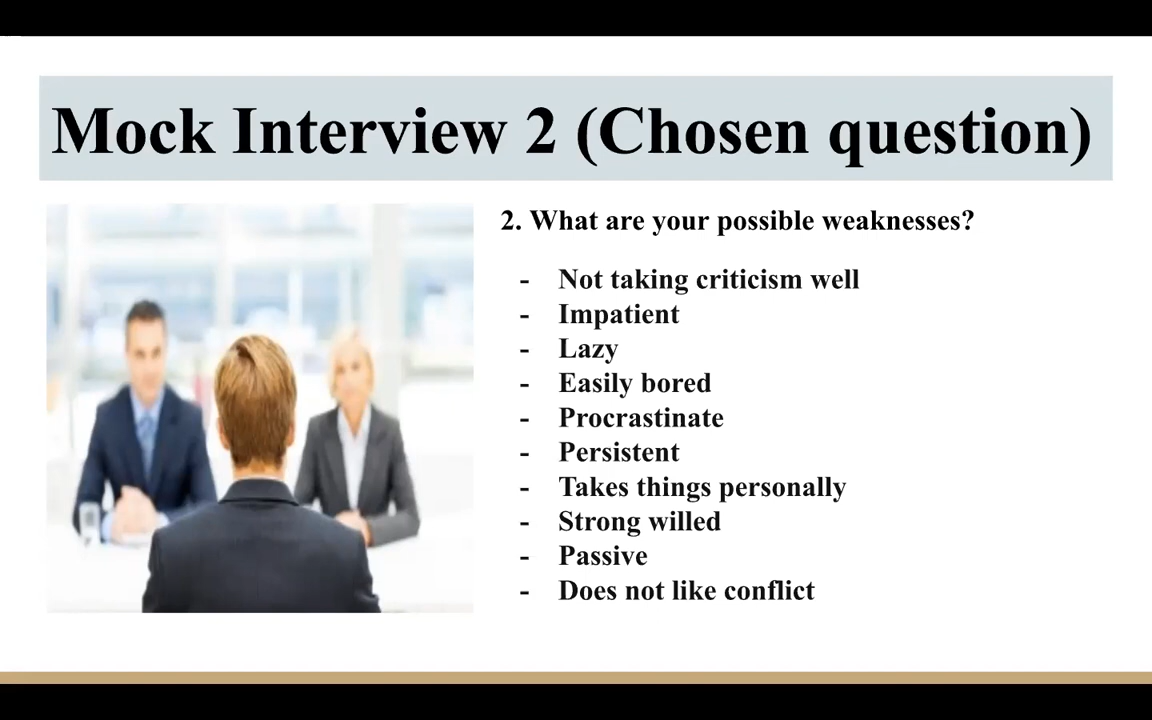 Mock Interview 2 (Chosen question)
2. What are your possible weaknesses?
- Not taking criticism well
- Impatient
- Lazy
- Easily bored
- Procrastinate
- Persistent
- Takes things personally
- Strong willed
- Passive
- Does not like conflict